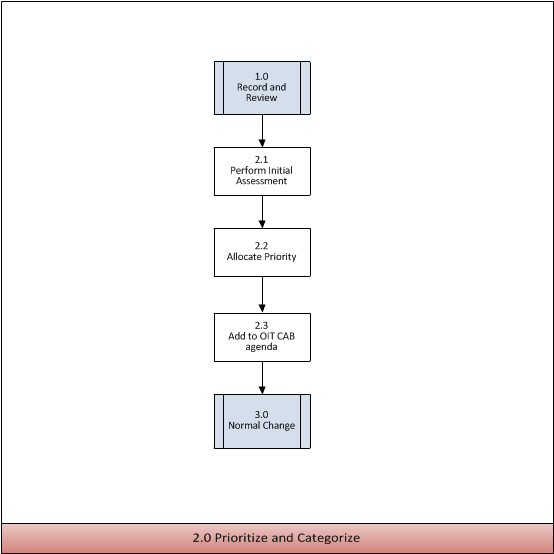 1.0
Record and
Review
2.1
Perform Initial
Assessment
2.2
Allocate Priority
2.3
Add to OIT CAB
agenda
3.0
Normal Change
2.0 Prioritize and Categorize